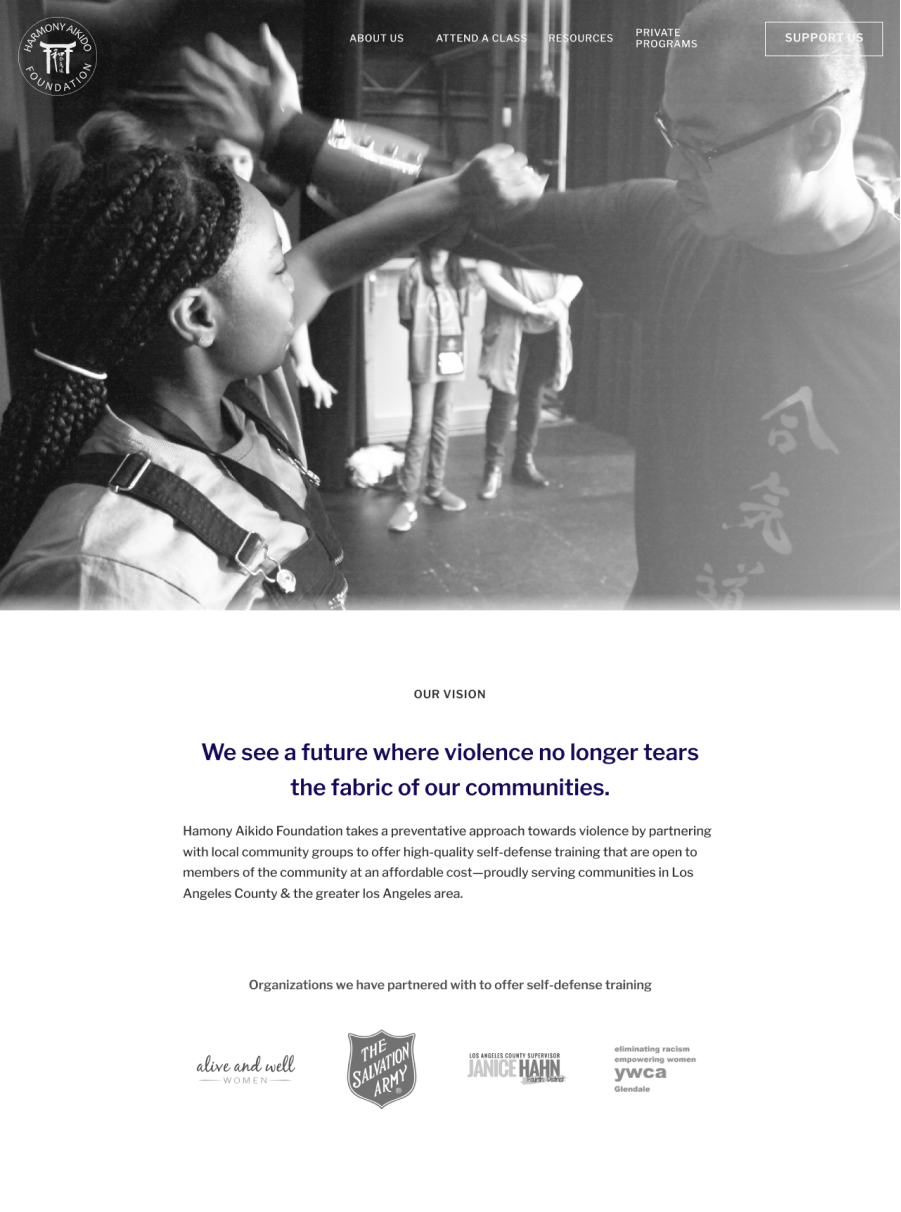 HARMONY AIKIDO
FOUNDATION
ABOUT US
ATTEND A CLASS
RESOURCES
PRIVATE
PROGRAMS
SUPPORT US
OUR VISION
We see a future where violence no longer tears
the fabric of our communities.
Hamony Aikido Foundation takes a preventative approach towards violence by partnering
with local community groups to offer high-quality self-defense training that are open to
members of the community at an affordable cost—proudly serving communities in Los
Angeles County & the greater los Angeles area.
Organizations we have partnered with to offer self-defense training
alive and well
WOMEN
THE
SALVATION
ARMY
®
LOS ANGELES COUNTY SUPERVISOR
JANICE HAHN
Fourth District
eliminating racism
empowering women
ywca
Glendale